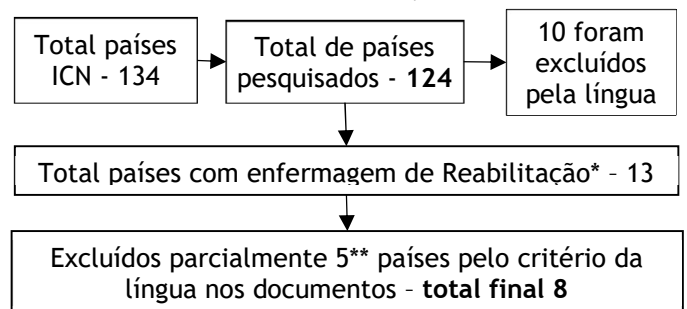 Total países
ICN - 134
Total de países
pesquisados - 124
10 foram
excluídos
pela língua
Total países com enfermagem de Reabilitação* – 13
Excluídos parcialmente 5** países pelo critério da
língua nos documentos – total final 8